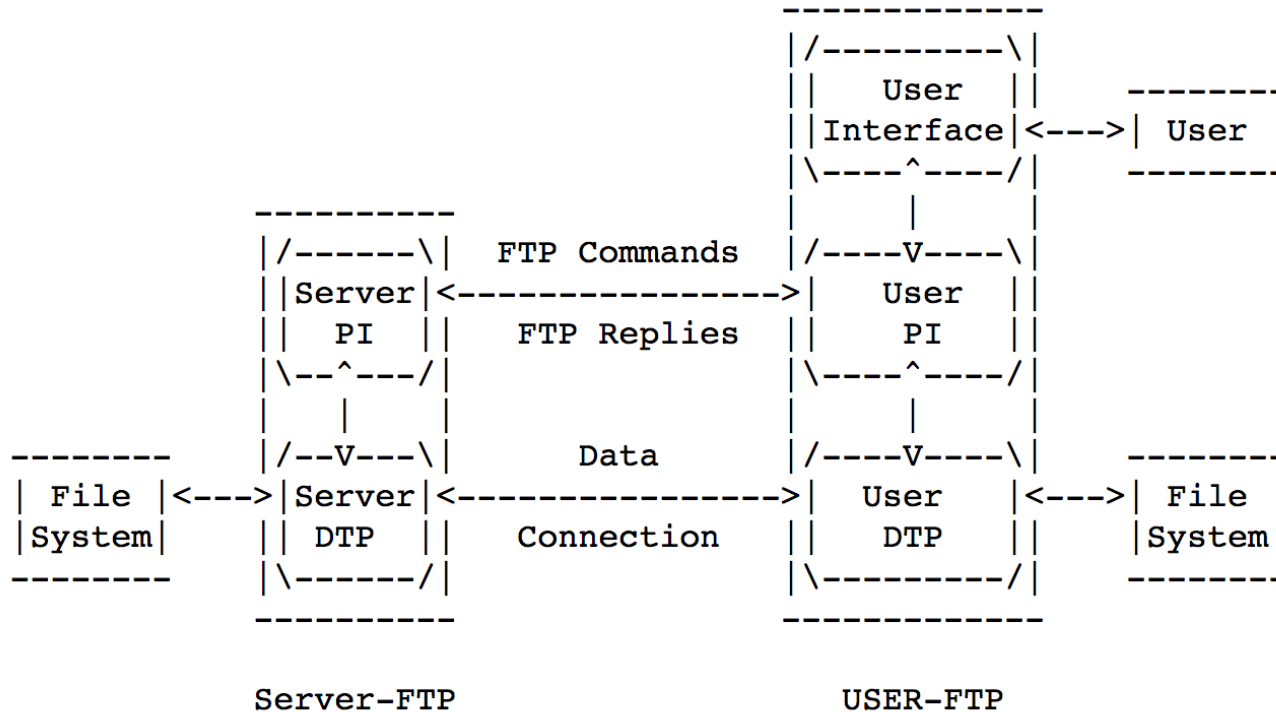 -------------
                                      |/---------\|
                                      ||   User  ||    --------
                                      ||Interface|<--->| User
                                      |\----^----/|    --------
            ----------                |     |     |
            |/------\|  FTP Commands  |/----V----\|
            ||Server|<---------------->|   User  ||
            ||  PI  ||   FTP Replies  ||    PI   ||
            |\--^---/|                |\----^----/|
            |   |    |                |     |     |
--------    |/--V---\|      Data      |/----V----\|    --------
| File |<--->|Server|<---------------->|  User   |<--->| File
|System|    || DTP  ||   Connection   ||   DTP   ||    |System
--------    |\------/|                |\---------/|    --------
            ----------                -------------

            Server-FTP                   USER-FTP